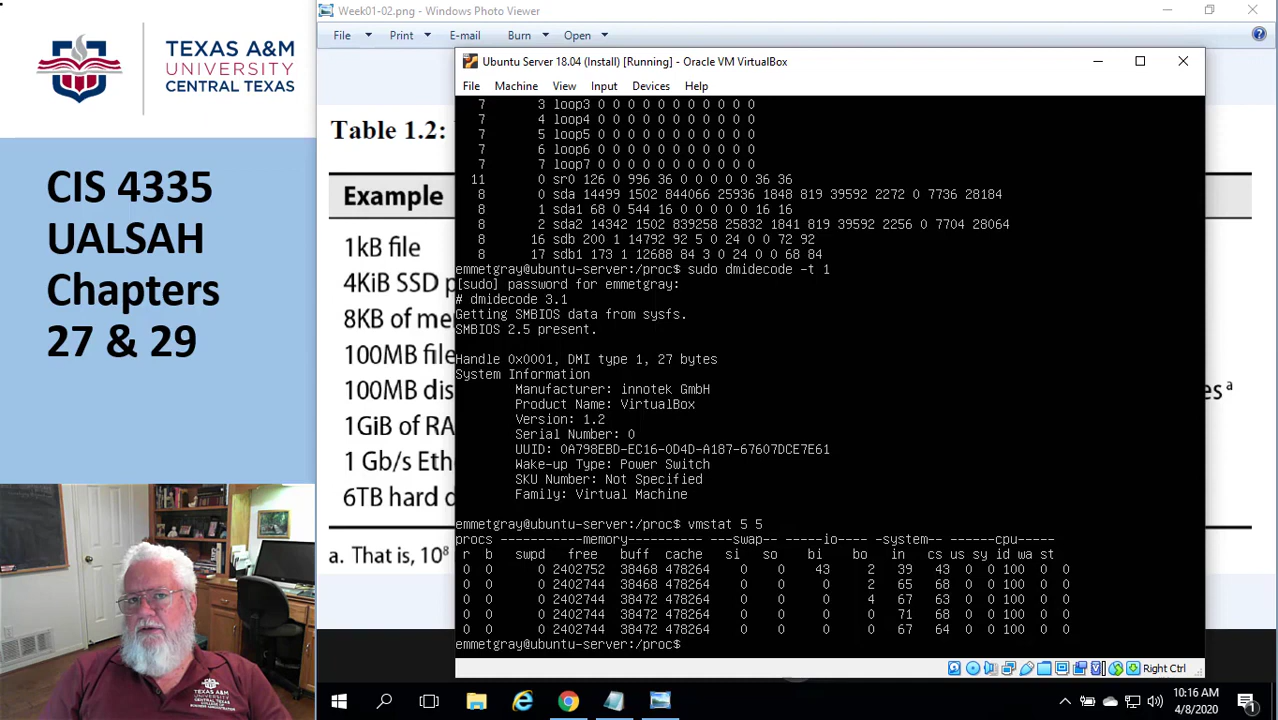 TEXAS A&M
UNIVERSITY
CENTRAL TEXAS
CIS 4335
UALSAH
Chapters
27 & 29
TEXAS A&M
UNIVERSITY
CENTRAL TEXAS
Week01-02.png - Windows Photo Viewer
File Print E-mail Burn Open
Table 1.2:
Example
1kB file
4KiB SSD
8KB of me
100MB file
100MB dis
es a
1GiB of RA
1 Gb/s Eth
6TB hard d
a. That is, 108
Ubuntu Server 18.04 (Install) [Running] - Oracle VM VirtualBox
File Machine View Input Devices Help
7 3 loop3 0 0 0 0 0 0 0 0 0 0 0
7 4 loop4 0 0 0 0 0 0 0 0 0 0 0
7 5 loop5 0 0 0 0 0 0 0 0 0 0 0
7 6 loop6 0 0 0 0 0 0 0 0 0 0 0
7 7 loop7 0 0 0 0 0 0 0 0 0 0 0
11 0 sr0 126 0 996 36 0 0 0 0 0 36 36
8 0 sda 14499 1502 844066 25936 1848 819 39592 2272 0 7736 28184
8 1 sda1 68 0 544 16 0 0 0 0 0 16 16
8 2 sda2 14342 1502 839258 25832 1841 819 39592 2256 0 7704 28064
8 16 sdb 200 1 14792 92 5 0 24 0 0 72 92
8 17 sdb1 173 1 12688 84 3 0 24 0 0 68 84
emmetgray@ubuntu-server:/proc$ sudo dmidecode -t 1
[sudo] password for emmetgray:
# dmidecode 3.1
Getting SMBIOS data from sysfs.
SMBIOS 2.5 present.
Handle 0x0001, DMI type 1, 27 bytes
System Information
Manufacturer: innotek GmbH
Product Name: VirtualBox
Version: 1.2
Serial Number: 0
UUID: 0A798EBD-EC16-0D4D-A187-67607DCE7E61
Wake-up Type: Power Switch
SKU Number: Not Specified
Family: Virtual Machine
emmetgray@ubuntu-server:/proc$ vmstat 5 5
procs -----------memory---------- ---swap-- -----io---- -system-- ------cpu-----
r b swpd free buff cache si so bi bo in cs us sy id wa st
0 0 0 2402752 38468 478264 0 0 43 2 39 43 0 0 100 0 0
0 0 0 2402744 38468 478264 0 0 0 2 65 68 0 0 100 0 0
0 0 0 2402744 38472 478264 0 0 0 4 67 63 0 0 100 0 0
0 0 0 2402744 38472 478264 0 0 0 0 71 68 0 0 100 0 0
0 0 0 2402744 38472 478264 0 0 0 0 67 64 0 0 100 0 0
emmetgray@ubuntu-server:/proc$
Right Ctrl
10:16 AM
4/8/2020
1